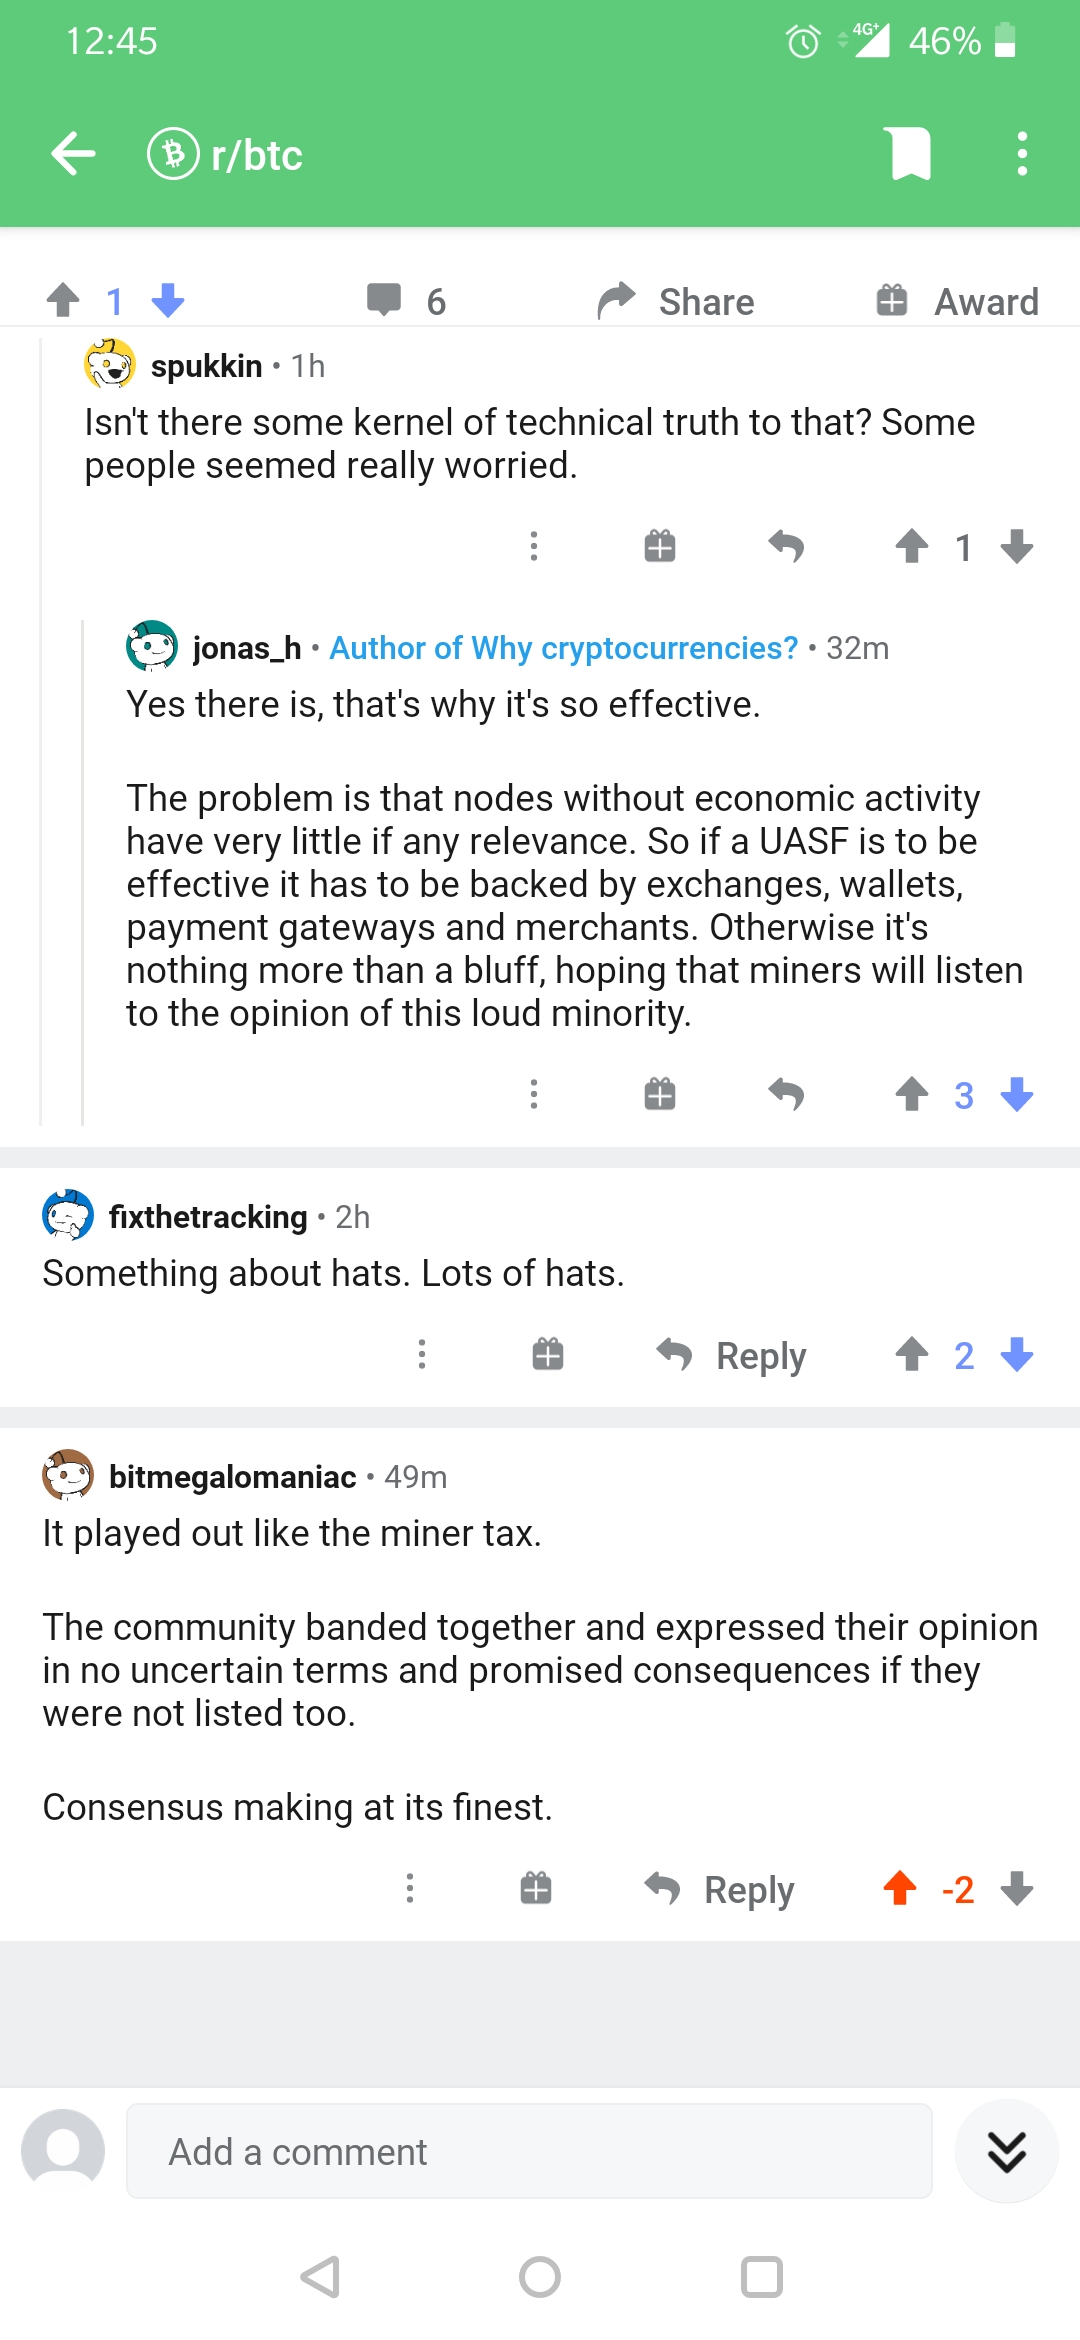 12:45 4G+ 46%
r/btc
1 6 Share Award
spukkin • 1h
Isn't there some kernel of technical truth to that? Some
people seemed really worried.
1
jonas_h • Author of Why cryptocurrencies? • 32m
Yes there is, that's why it's so effective.
The problem is that nodes without economic activity
have very little if any relevance. So if a UASF is to be
effective it has to be backed by exchanges, wallets,
payment gateways and merchants. Otherwise it's
nothing more than a bluff, hoping that miners will listen
to the opinion of this loud minority.
3
fixthetracking • 2h
Something about hats. Lots of hats.
Reply 2
bitmegalomaniac • 49m
It played out like the miner tax.
The community banded together and expressed their opinion
in no uncertain terms and promised consequences if they
were not listed too.
Consensus making at its finest.
Reply -2
Add a comment